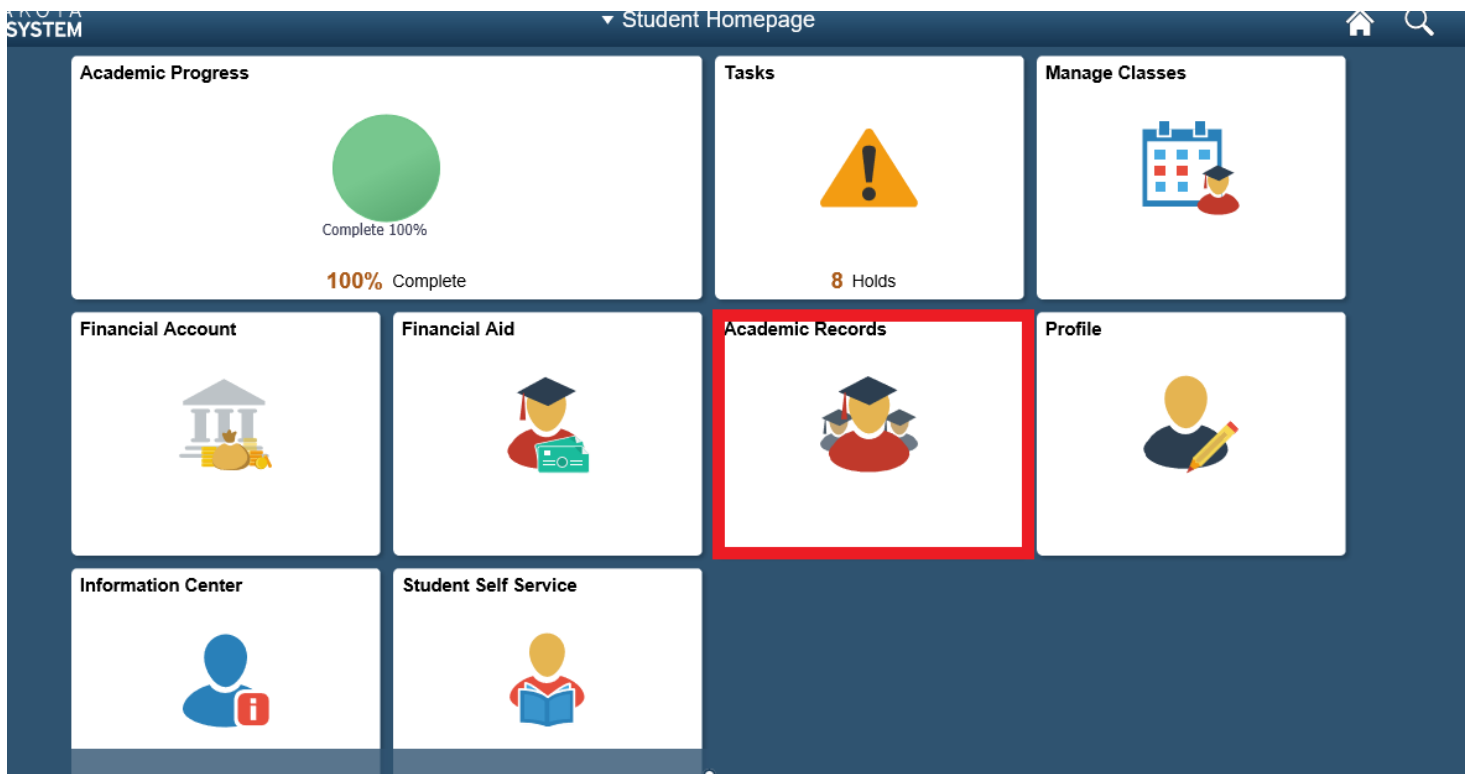 SYSTEM
Student Homepage
Academic Progress
Complete 100%
100% Complete
Tasks
8 Holds
Manage Classes
Financial Account
Financial Aid
Academic Records
Profile
Information Center
Student Self Service